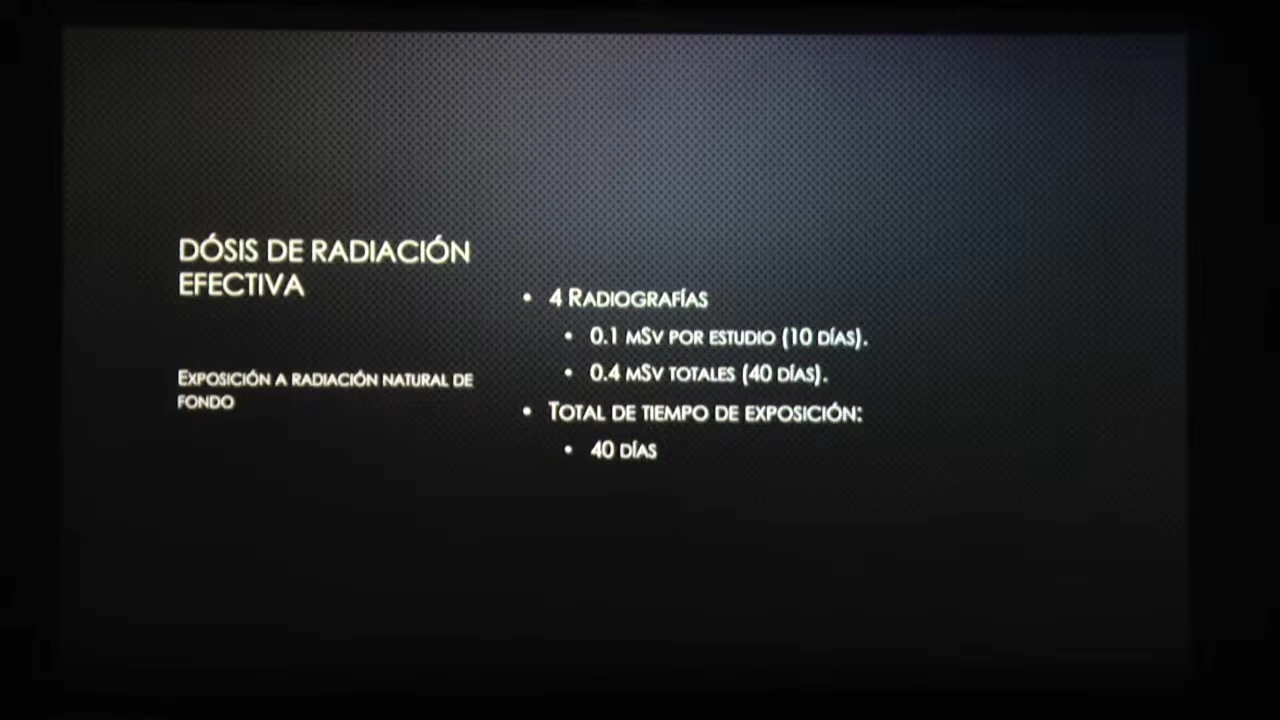 DÓSIS DE RADIACIÓN
EFECTIVA
EXPOSICIÓN A RADIACIÓN NATURAL DE
FONDO
• 4 RADIOGRAFÍAS
• 0.1 MSV POR ESTUDIO (10 DÍAS).
• 0.4 MSV TOTALES (40 DÍAS).
• TOTAL DE TIEMPO DE EXPOSICIÓN:
• 40 DÍAS